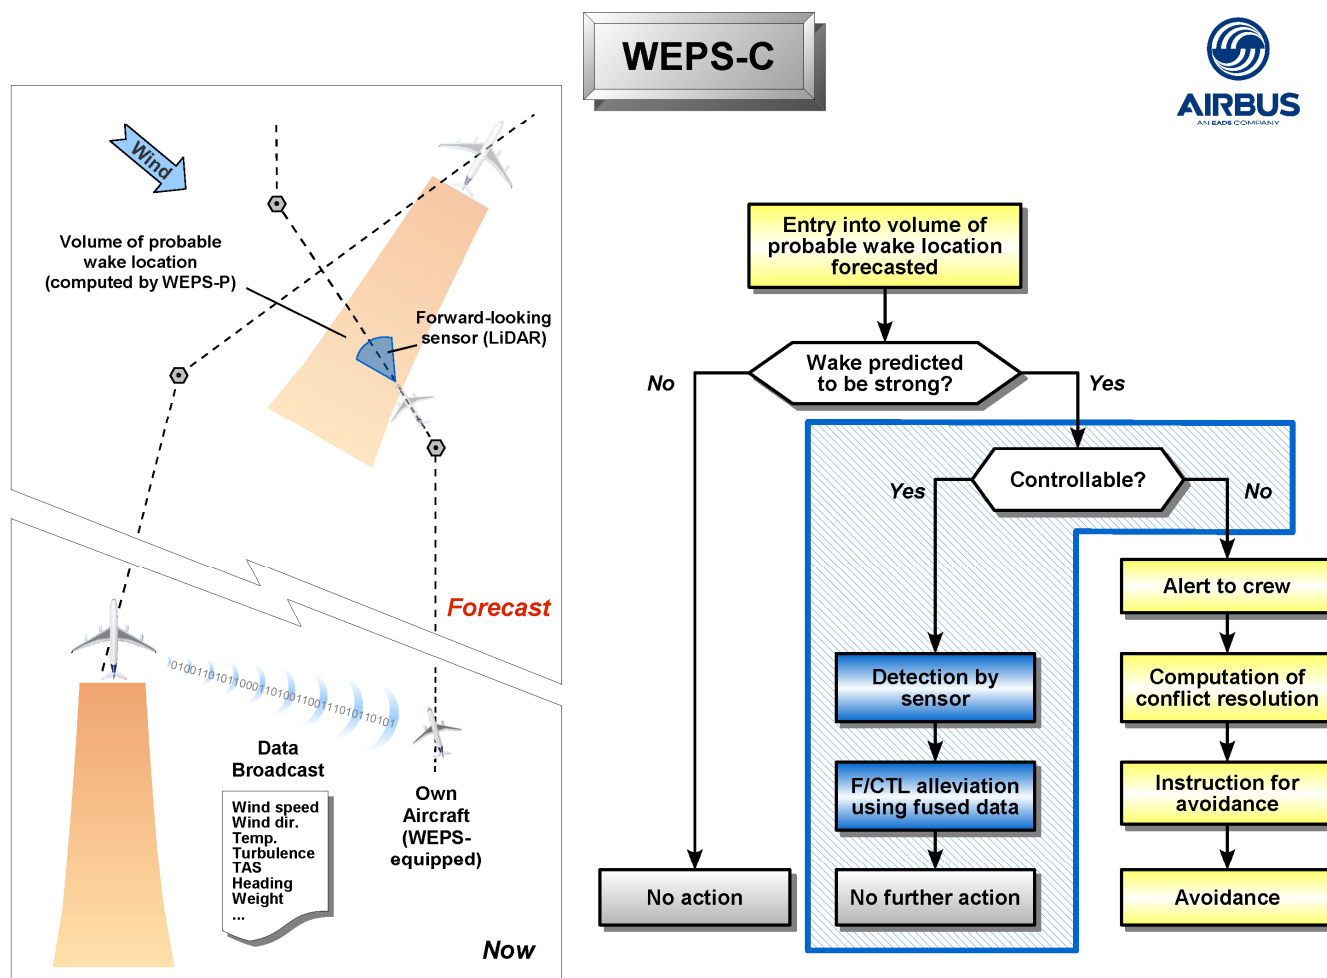 WEPS-C
AIRBUS
AN EADS COMPANY
Wind
Volume of probable
wake location
(computed by WEPS-P)
Forward-looking
sensor (LiDAR)
Forecast
010011010110001101001100111010110101
Data
Broadcast
Wind speed
Wind dir.
Temp.
Turbulence
TAS
Heading
Weight
...
Own
Aircraft
(WEPS-
equipped)
Now
Entry into volume of
probable wake location
forecasted
Wake predicted
to be strong?
No
Yes
Controllable?
Yes
No
Alert to crew
Detection by
sensor
Computation of
conflict resolution
F/CTL alleviation
using fused data
Instruction for
avoidance
No action
No further action
Avoidance